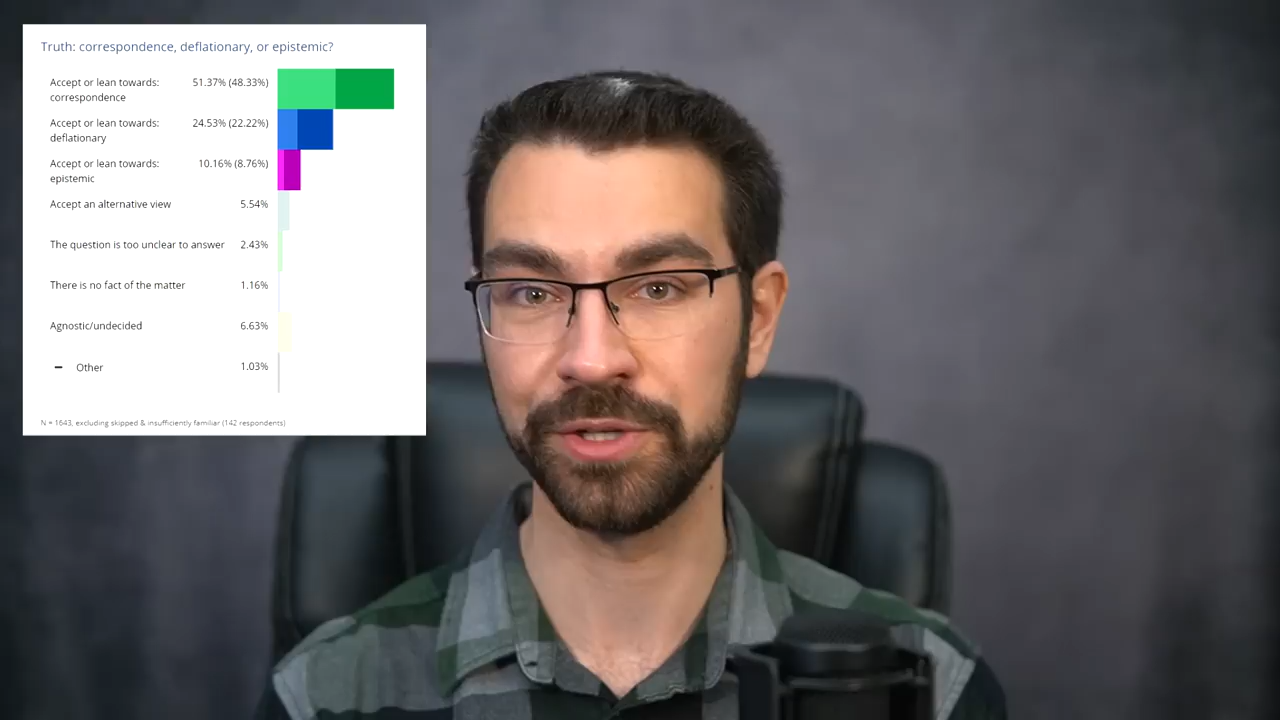 Truth: correspondence, deflationary, or epistemic?
Accept or lean towards: 51.37% (48.33%)
correspondence
Accept or lean towards: 24.53% (22.22%)
deflationary
Accept or lean towards: 10.16% (8.76%)
epistemic
Accept an alternative view 5.54%
The question is too unclear to answer 2.43%
There is no fact of the matter 1.16%
Agnostic/undecided 6.63%
– Other 1.03%
N = 1643, excluding skipped & insufficiently familiar (142 respondents)